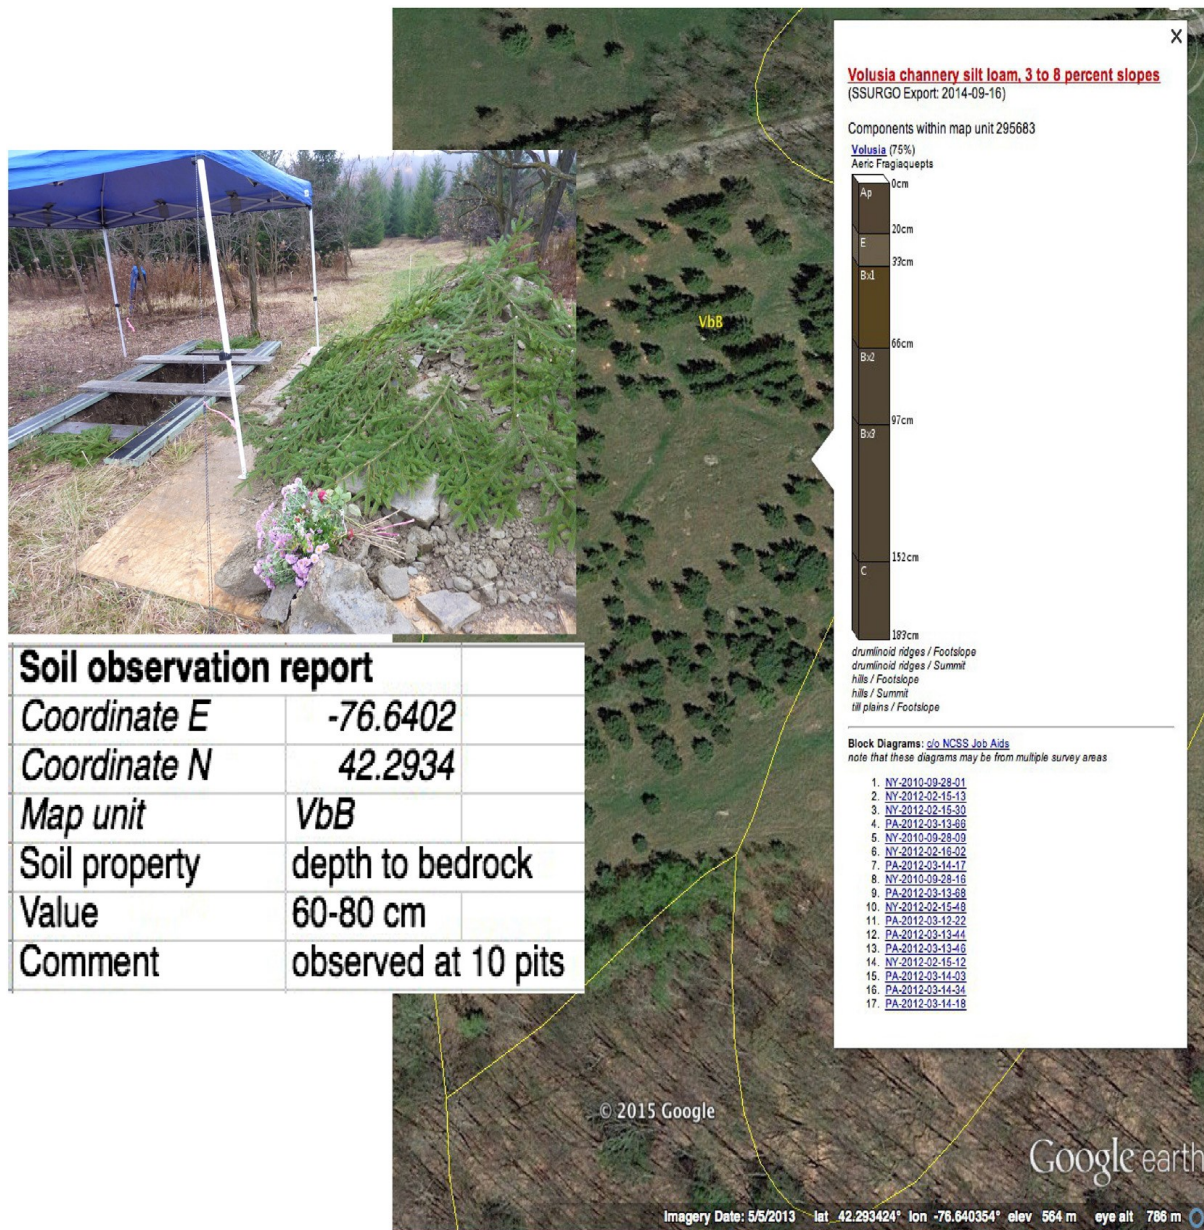 Soil observation report
Coordinate E -76.6402
Coordinate N 42.2934
Map unit VbB
Soil property depth to bedrock
Value 60-80 cm
Comment observed at 10 pits
VbB
X
Volusia channery silt loam, 3 to 8 percent slopes
(SSURGO Export: 2014-09-16)
Components within map unit 295683
Volusia (75%)
Aeric Fragiaquepts
0cm
Ap
20cm
E
33cm
Bx1
66cm
Bx2
97cm
Bx3
152cm
C
183cm
drumlinoid ridges / Footslope
drumlinoid ridges / Summit
hills / Footslope
hills / Summit
till plains / Footslope
Block Diagrams: c/o NCSS Job Aids
note that these diagrams may be from multiple survey areas
1. NY-2010-09-28-01
2. NY-2012-02-15-13
3. NY-2012-02-15-30
4. PA-2012-03-13-66
5. NY-2010-09-28-09
6. NY-2012-02-16-02
7. PA-2012-03-14-17
8. NY-2010-09-28-16
9. PA-2012-03-13-68
10. NY-2012-02-15-48
11. PA-2012-03-12-22
12. PA-2012-03-13-44
13. PA-2012-03-13-46
14. NY-2012-02-15-12
15. PA-2012-03-14-03
16. PA-2012-03-14-34
17. PA-2012-03-14-18
© 2015 Google
Google earth
Imagery Date: 5/5/2013 lat 42.293424° lon -76.640354° elev 564 m eye alt 786 m